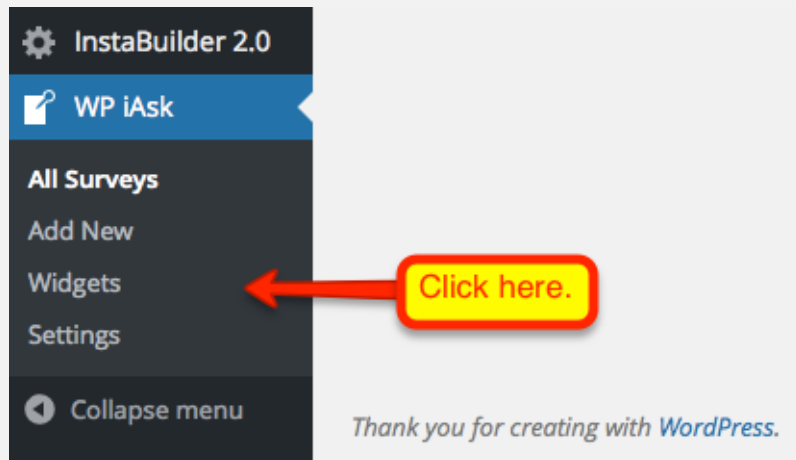 InstaBuilder 2.0
WP iAsk
All Surveys
Add New
Widgets
Click here.
Settings
Collapse menu
Thank you for creating with WordPress.